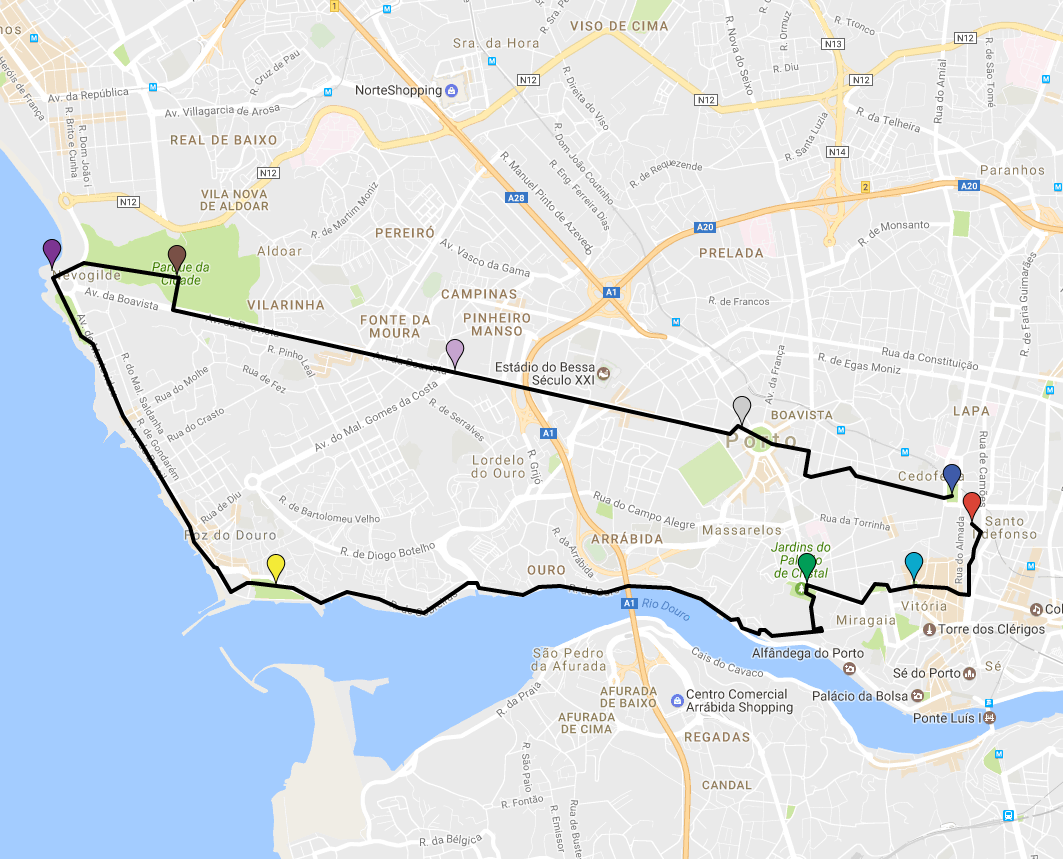 nos
Heróis de França
R. Cruz de Pau
1
Sra. da Hora
R. Sra. da
VISO DE CIMA
R. Nova do Seixo
R. Ormuz
R. Tronco
N13
N12
R. de São Tomé
Rua do Amial
N12
R. Diu
N12
NorteShopping
Av. da República
Av. Villagarcia de Arosa
R. Brito e Cunha
R. Dom João I
R. Direita do Viso
N12
R. da Telheira
REAL DE BAIXO
R. Dom João Coutinho
R. Santa Luzia
N14
N12
R. Manuel Pinto de Azevedo
R. Eng. Ferreira Dias
R. de Requezende
Paranhos
VILA NOVA
DE ALDOAR
N12
R. de Martim Moniz
A28
2
A20
PEREIRÓ
A20
R. de Monsanto
Aldoar
Av. Vasco da Gama
PRELADA
Parque da
Cidade
Nevogilde
Av. da Boavista
VILARINHA
CAMPINAS
A1
R. de Francos
R. de Faria Guimarães
FONTE DA
MOURA
PINHEIRO
MANSO
Av. da Boavista
Av. da Boavista
R. Pinho Leal
Rua de Fez
Rua do Molhe
R. do Mal. Saldanha
Estádio do Bessa
Século XXI
Av. da França
Rua da Constituição
R. de Egas Moniz
Av. do Mal. Gomes da Costa
R. de Serralves
Rua do Crasto
R. de Gondarém
BOAVISTA
LAPA
A1
Porto
Rua de Camões
Lordelo
do Ouro
R. Grijó
Cedofeita
Rua de Diu
R. de Bartolomeu Velho
Rua do Campo Alegre
Massarelos
Rua da Torrinha
Rua do Almada
Santo
Ildefonso
Foz do Douro
R. de Diogo Botelho
R. da Arrábida
ARRÁBIDA
Jardins do
Palácio
de Cristal
OURO
R. do Ouro
A1
Rio Douro
Vitória
Miragaia
Torre dos Clérigos
São Pedro
da Afurada
Cais do Cavaco
Alfândega do Porto
Sé do Porto
Sé
Palácio da Bolsa
Ponte Luís I
R. da Praia
AFURADA
DE BAIXO
Centro Comercial
Arrábida Shopping
AFURADA
DE CIMA
REGADAS
CANDAL
R. São Paio
R. Fontão
R. Emissor
R. da Bélgica